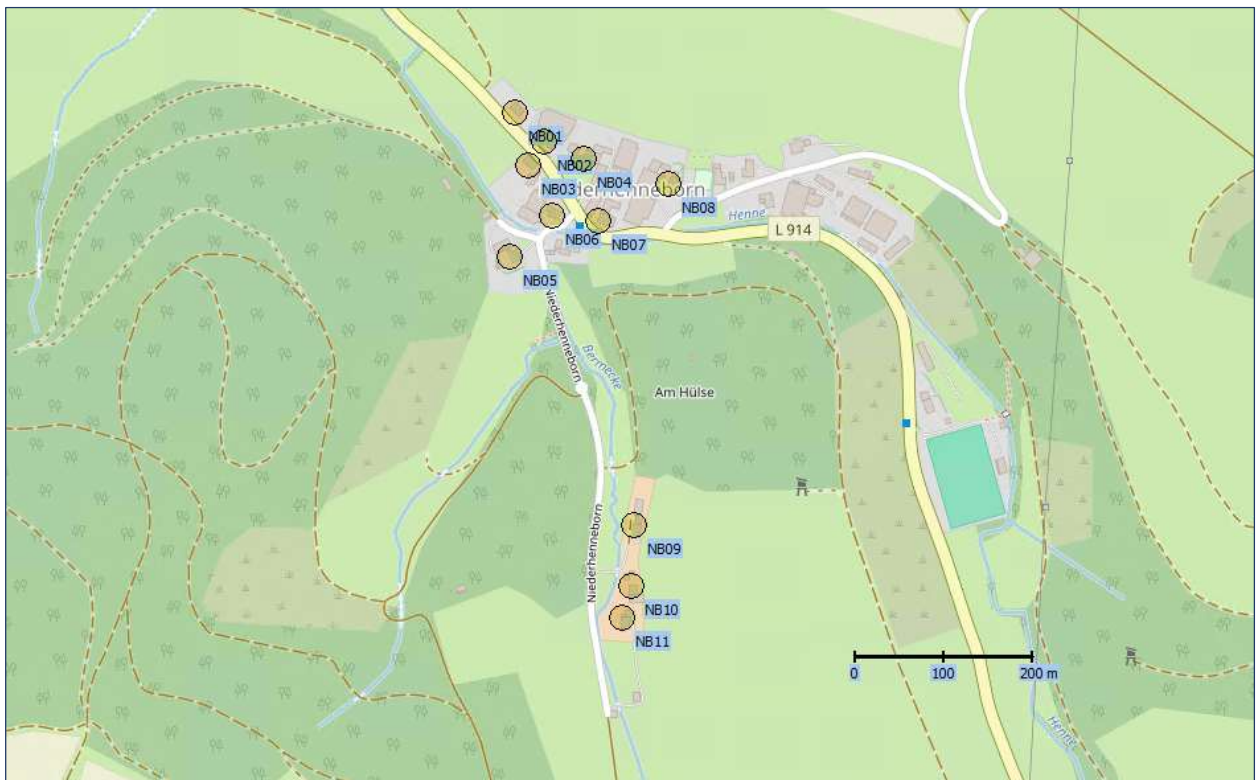 NB01
NB02
NB03
NB04
Niederhenneborn
NB08
Henne
NB06
NB07
L 914
NB05
Niederhenneborn
Bermecke
Am Hülse
NB09
Niederhenneborn
NB10
NB11
0 100 200 m
Henne